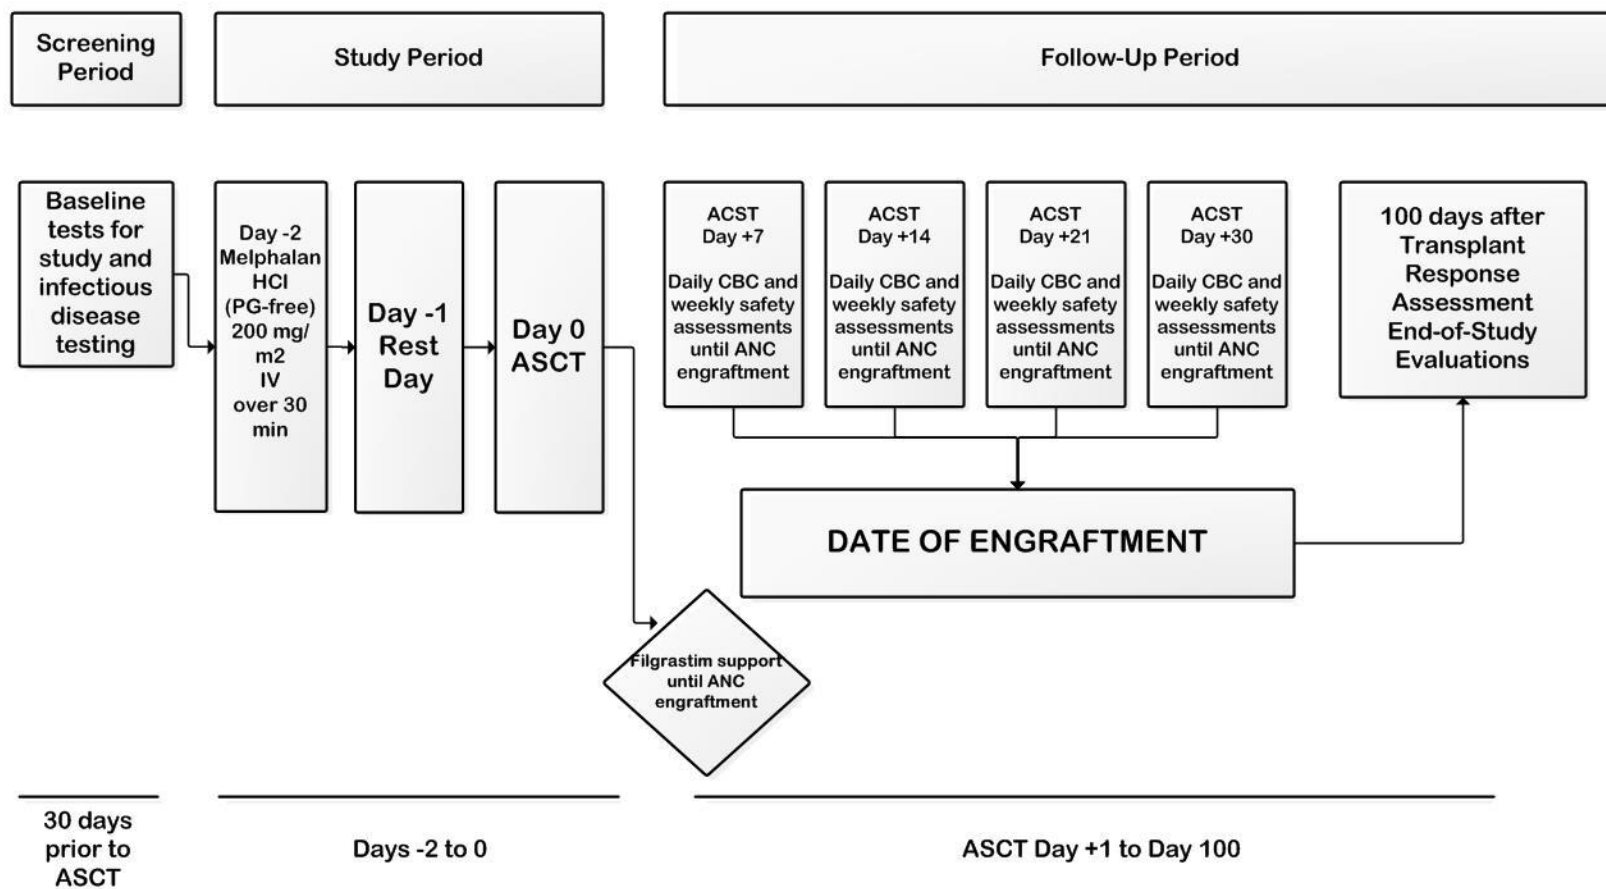 Screening
Period
Study Period
Follow-Up Period
Baseline
tests for
study and
infectious
disease
testing
Day -2
Melphalan
HCl
(PG-free)
200 mg/
m2
IV
over 30
min
Day -1
Rest
Day
Day 0
ASCT
ACST
Day +7
Daily CBC and
weekly safety
assessments
until ANC
engraftment
ACST
Day +14
Daily CBC and
weekly safety
assessments
until ANC
engraftment
ACST
Day +21
Daily CBC and
weekly safety
assessments
until ANC
engraftment
ACST
Day +30
Daily CBC and
weekly safety
assessments
until ANC
engraftment
100 days after
Transplant
Response
Assessment
End-of-Study
Evaluations
DATE OF ENGRAFTMENT
Filgrastim support
until ANC
engraftment
30 days
prior to
ASCT
Days -2 to 0
ASCT Day +1 to Day 100